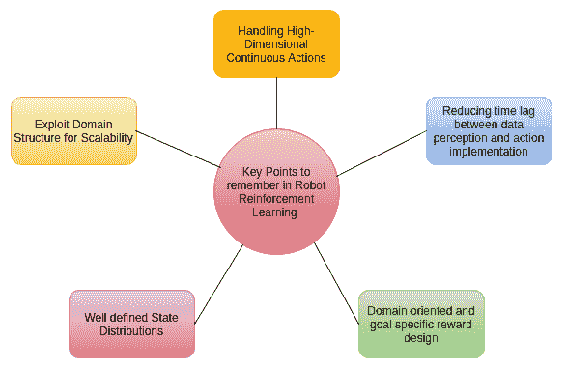 Handling High-
Dimensional
Continuous Actions
Exploit Domain
Structure for Scalability
Reducing time lag
between data
perception and action
implementation
Key Points to
remember in Robot
Reinforcement
Learning
Well defined State
Distributions
Domain oriented and
goal specific reward
design